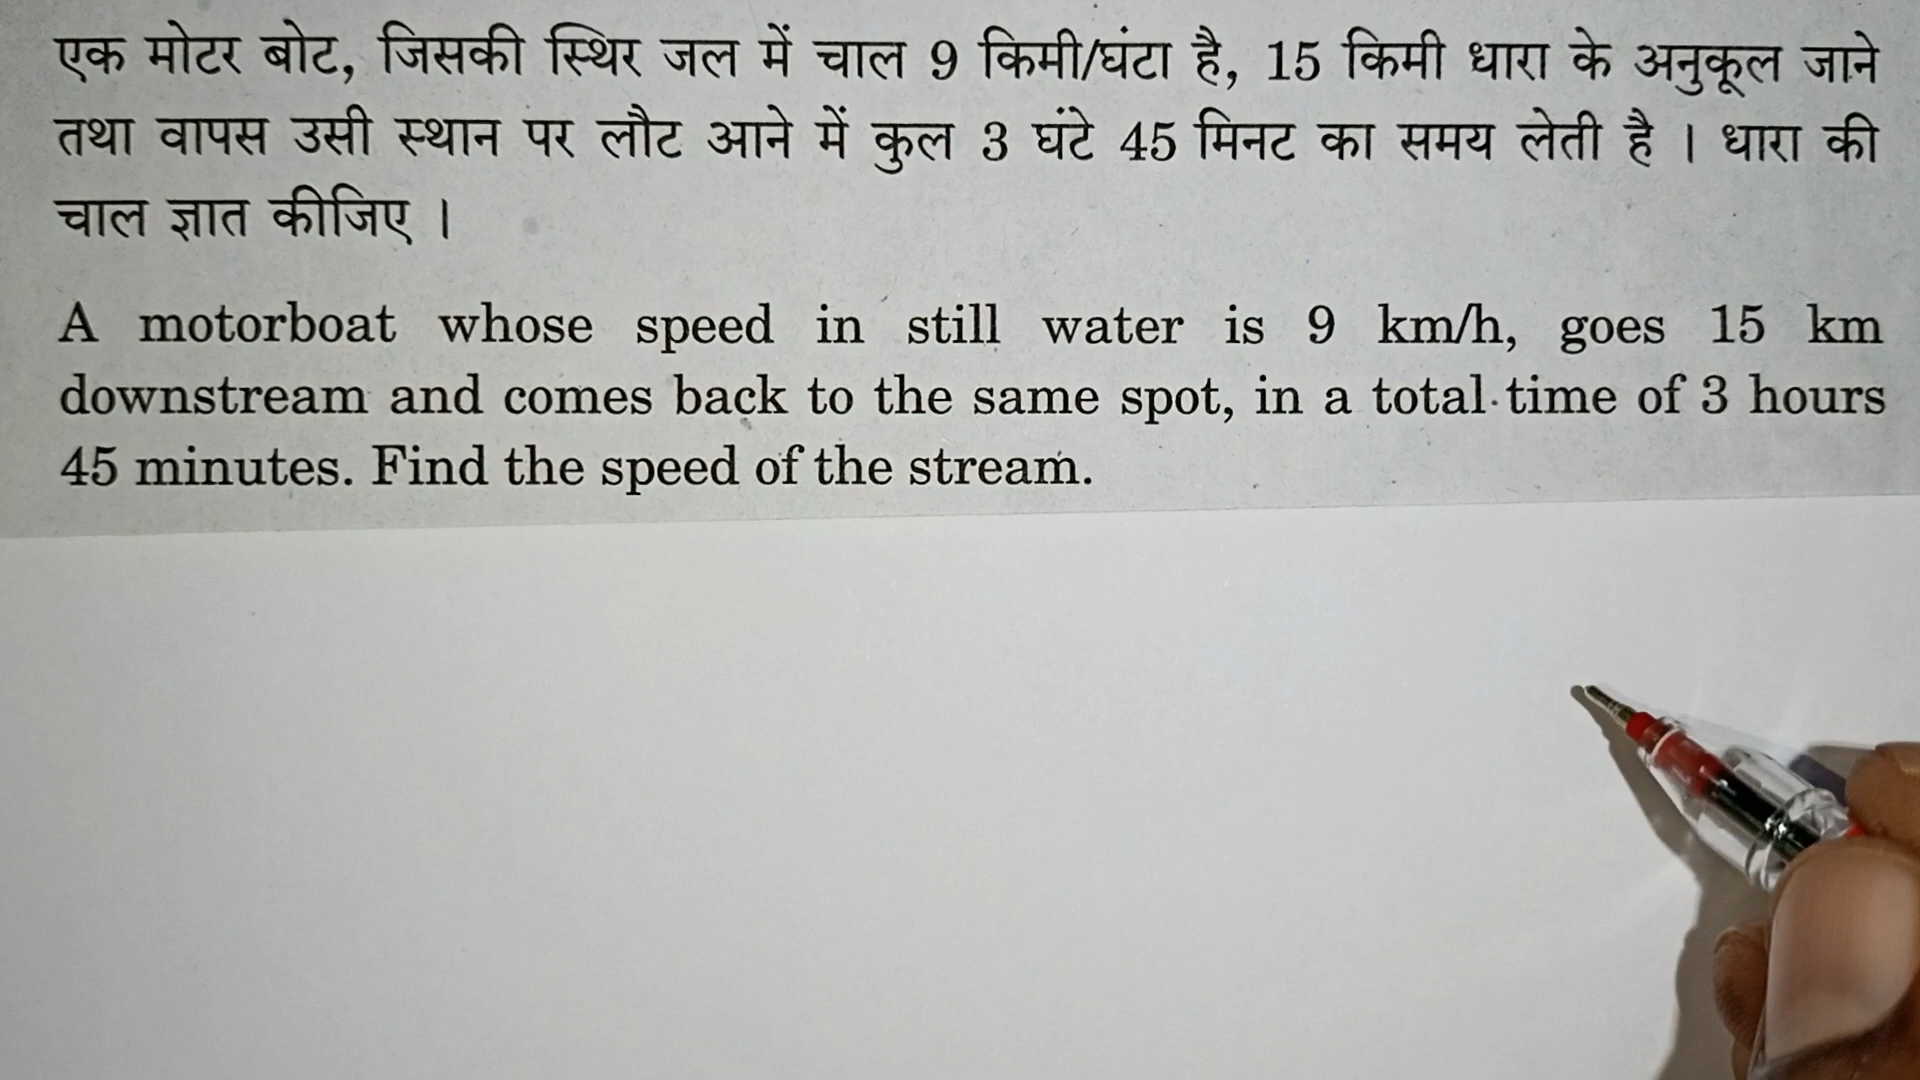 एक मोटर बोट, जिसकी स्थिर जल में चाल 9 किमी/घंटा है, 15 किमी धारा के अनुकूल जाने
तथा वापस उसी स्थान पर लौट आने में कुल 3 घंटे 45 मिनट का समय लेती है । धारा की
चाल ज्ञात कीजिए ।
A motorboat whose speed in still water is 9 km/h, goes 15 km
downstream and comes back to the same spot, in a total time of 3 hours
45 minutes. Find the speed of the stream.